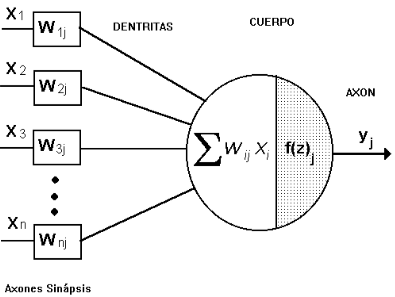 X1
W1j
DENTRITAS
CUERPO
X2
W2j
AXON
X3
W3j
∑ Wij Xi
f(z)j
yj
Xn
Wnj
Axones Sinápsis